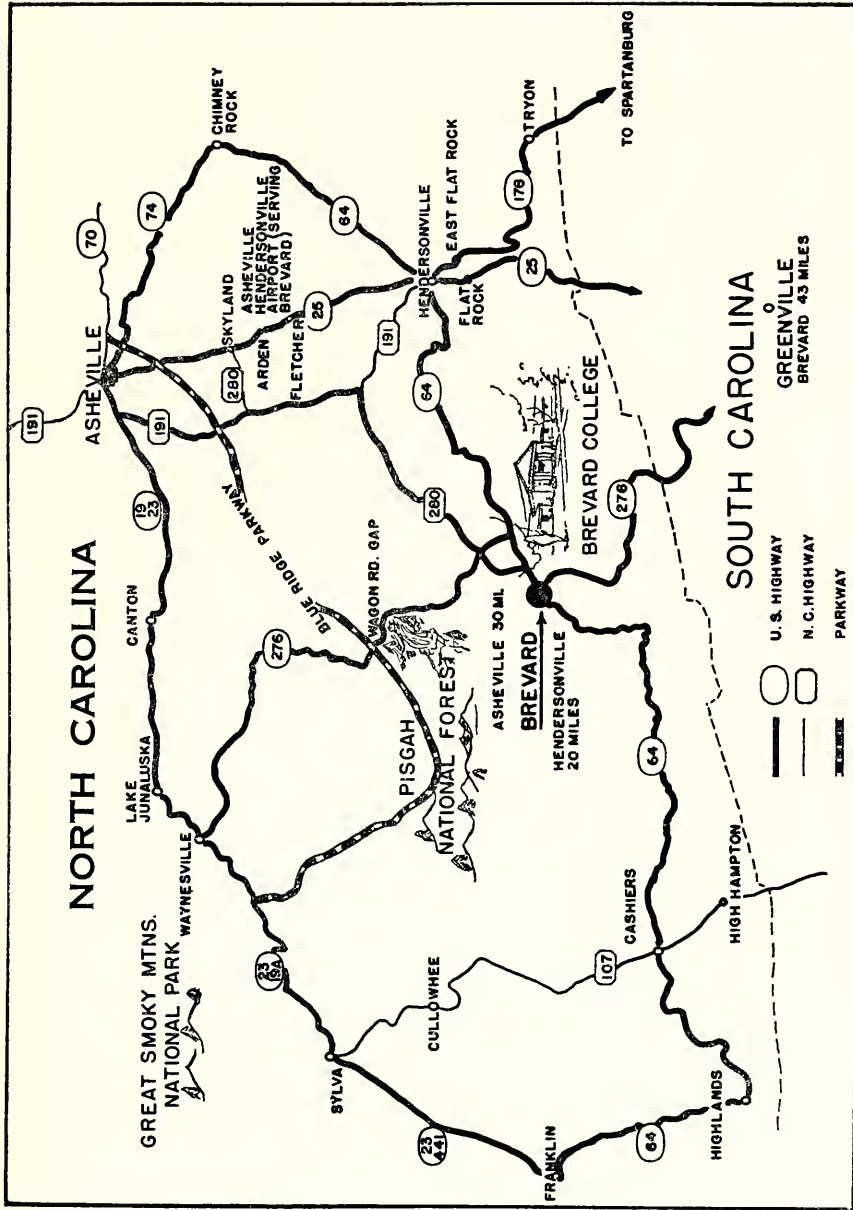 NORTH CAROLINA
GREAT SMOKY MTNS.
NATIONAL PARK
WAYNESVILLE
LAKE
JUNALUSKA
CANTON
19
23
191
ASHEVILLE
70
74
CHIMNEY
ROCK
191
280
SKYLAND
ARDEN
ASHEVILLE
HENDERSONVILLE
AIRPORT (SERVING
BREVARD)
FLETCHER
25
64
BLUE RIDGE PARKWAY
276
WAGON RD. GAP
PISGAH
NATIONAL FOREST
23
19A
SYLVA
CULLOWHEE
23
441
FRANKLIN
64
HIGHLANDS
107
CASHIERS
HIGH HAMPTON
64
ASHEVILLE 30 MI.
BREVARD
HENDERSONVILLE
20 MILES
280
191
64
HENDERSONVILLE
FLAT
ROCK
EAST FLAT ROCK
176
TRYON
25
TO SPARTANBURG
BREVARD COLLEGE
276
SOUTH CAROLINA
GREENVILLE
BREVARD 43 MILES
U. S. HIGHWAY
N. C. HIGHWAY
PARKWAY